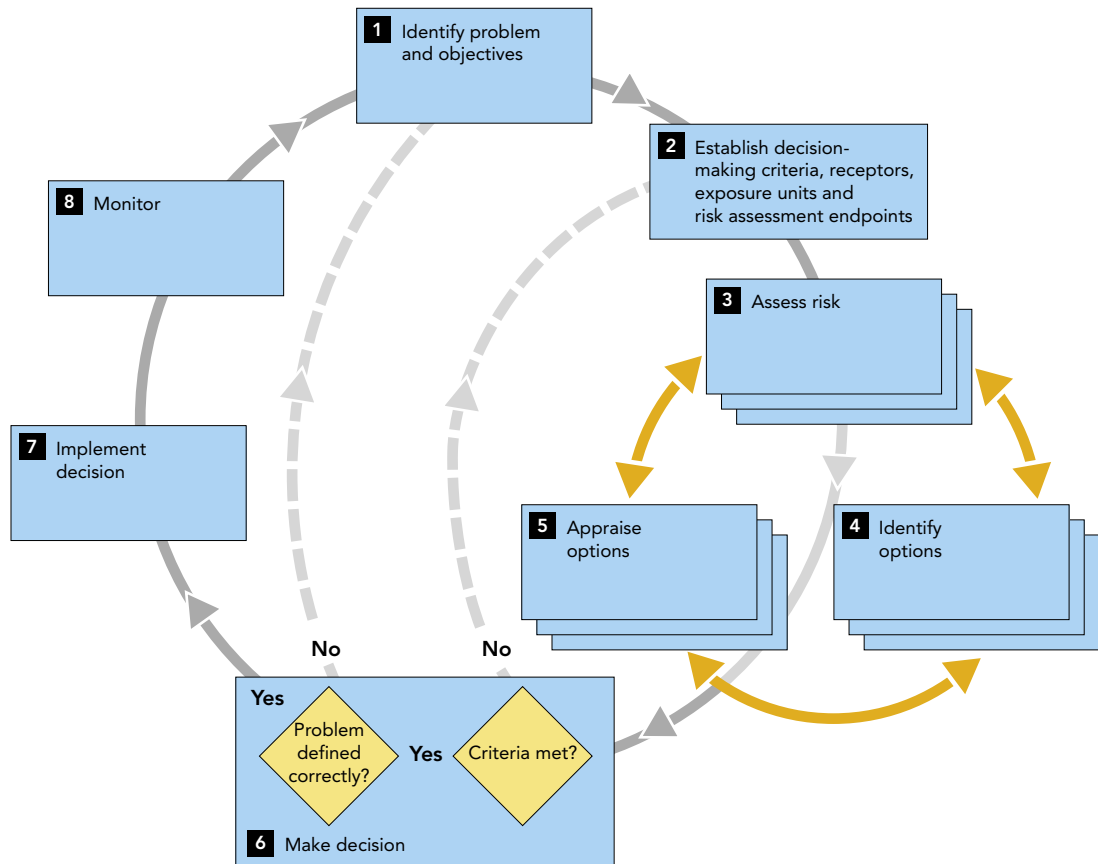 1 Identify problem
and objectives
2 Establish decision-
making criteria, receptors,
exposure units and
risk assessment endpoints
3 Assess risk
4 Identify
options
5 Appraise
options
No
No
Yes
Criteria met?
Yes
Problem
defined
correctly?
6 Make decision
7 Implement
decision
8 Monitor